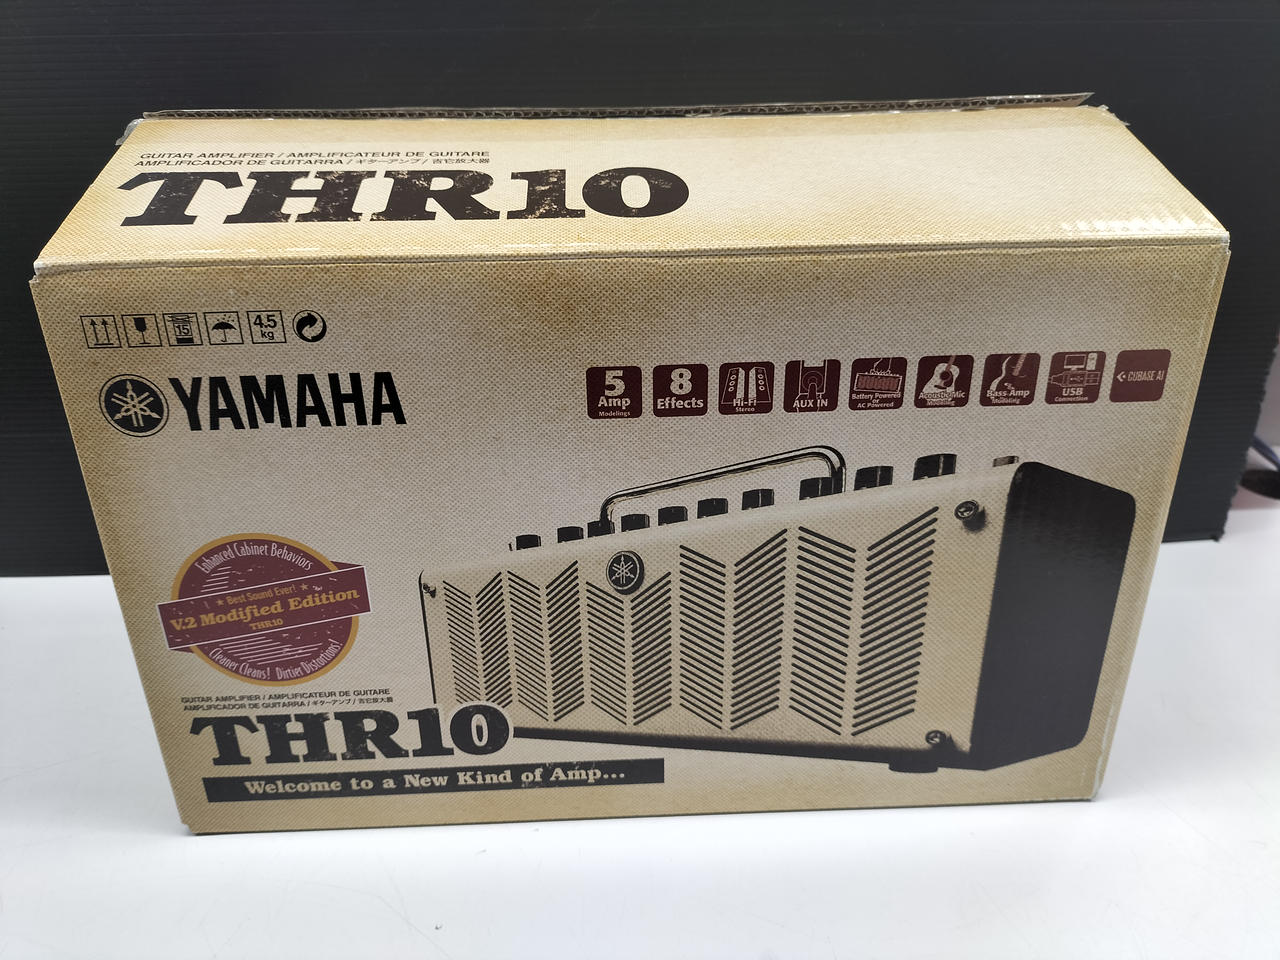 GUITAR AMPLIFIER / AMPLIFICATEUR DE GUITARE
AMPLIFICADOR DE GUITARRA / ギターアンプ / 吉它放大器
THR10
15
4.5
kg
YAMAHA
5
Amp
Modelings
8
Effects
Hi-Fi
Stereo
AUX IN
Battery Powered
or
AC Powered
Acoustic/Mic
Modeling
Bass Amp
Modeling
USB
Connection
CUBASE AI
Enhanced Cabinet Behaviors
★ Best Sound Ever! ★
V.2 Modified Edition
THR10
Cleaner Cleans! Dirtier Distortions!
GUITAR AMPLIFIER / AMPLIFICATEUR DE GUITARE
AMPLIFICADOR DE GUITARRA / ギターアンプ / 吉它放大器
THR10
Welcome to a New Kind of Amp...